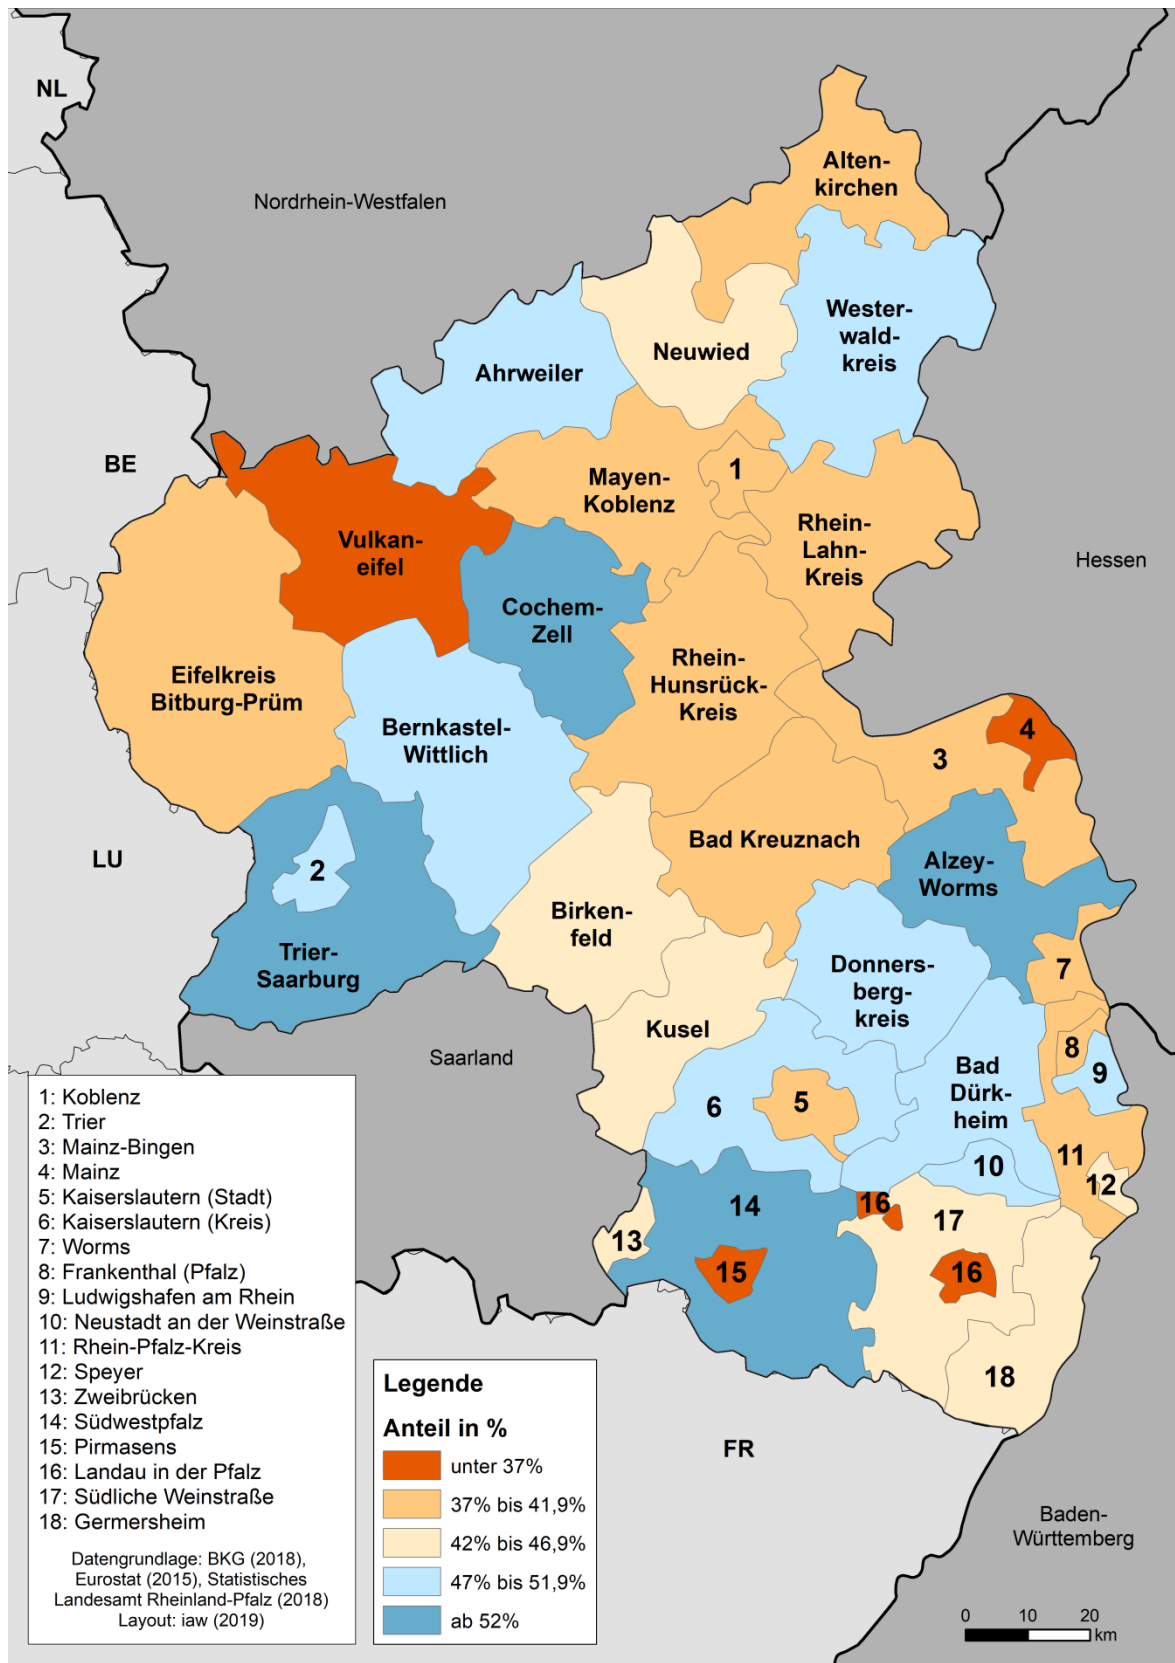 NL
Nordrhein-Westfalen
Alten-
kirchen
Wester-
wald-
kreis
Neuwied
Ahrweiler
BE
Mayen-
Koblenz
1
Vulkan-
eifel
Rhein-
Lahn-
Kreis
Hessen
Cochem-
Zell
Eifelkreis
Bitburg-Prüm
Rhein-
Hunsrück-
Kreis
Bernkastel-
Wittlich
4
3
LU
2
Bad Kreuznach
Alzey-
Worms
Birken-
feld
Trier-
Saarburg
Donners-
berg-
kreis
7
Kusel
Saarland
8
9
Bad
Dürk-
heim
6
5
10
11
12
14
16
17
13
15
16
18
1: Koblenz
2: Trier
3: Mainz-Bingen
4: Mainz
5: Kaiserslautern (Stadt)
6: Kaiserslautern (Kreis)
7: Worms
8: Frankenthal (Pfalz)
9: Ludwigshafen am Rhein
10: Neustadt an der Weinstraße
11: Rhein-Pfalz-Kreis
12: Speyer
13: Zweibrücken
14: Südwestpfalz
15: Pirmasens
16: Landau in der Pfalz
17: Südliche Weinstraße
18: Germersheim
Datengrundlage: BKG (2018),
Eurostat (2015), Statistisches
Landesamt Rheinland-Pfalz (2018)
Layout: iaw (2019)
Legende
Anteil in %
unter 37%
37% bis 41,9%
42% bis 46,9%
47% bis 51,9%
ab 52%
FR
Baden-
Württemberg
0 10 20
km